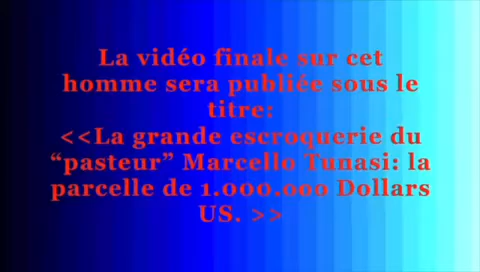 La vidéo finale sur cet
homme sera publiée sous le
titre:
<<La grande escroquerie du
“pasteur” Marcello Tunasi: la
parcelle de 1.000.000 Dollars
US. >>